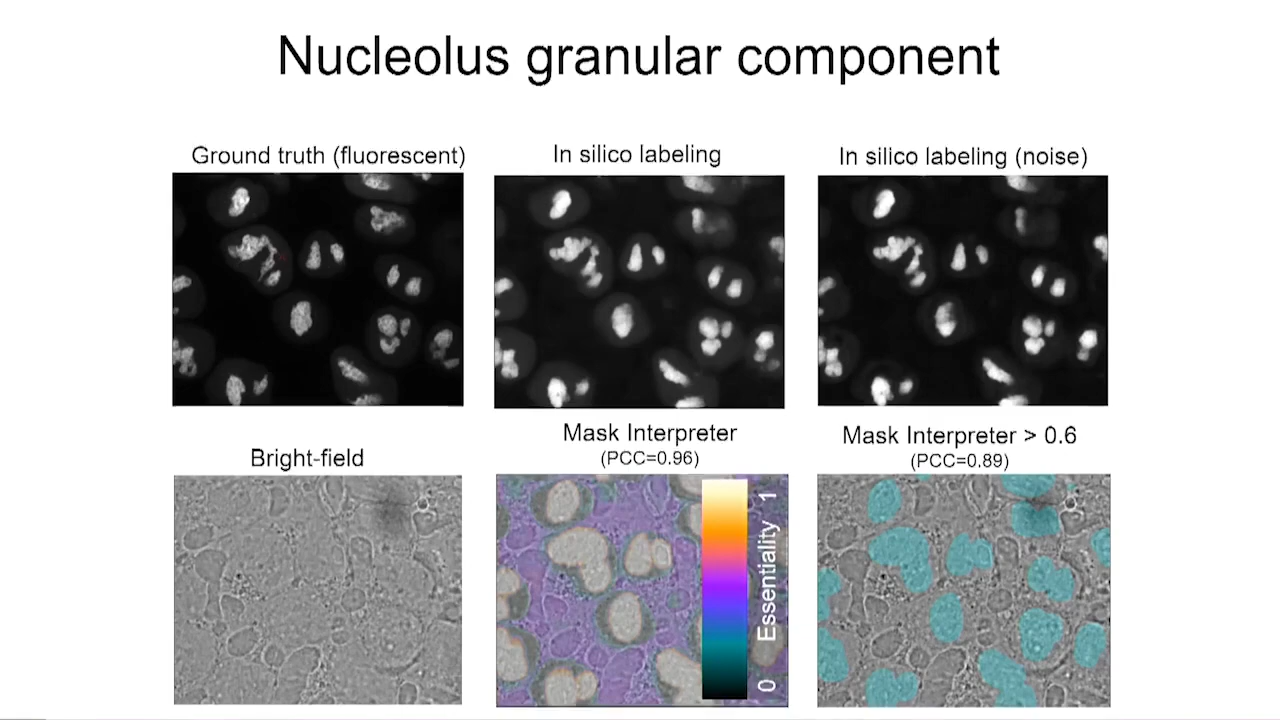 Nucleolus granular component
Ground truth (fluorescent)
In silico labeling
In silico labeling (noise)
Bright-field
Mask Interpreter
(PCC=0.96)
Mask Interpreter > 0.6
(PCC=0.89)
0 Essentiality 1